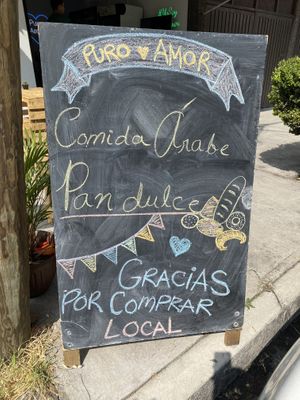 PURO AMOR
Comida Árabe
Pan dulce
GRACIAS
POR COMPRAR
LOCAL